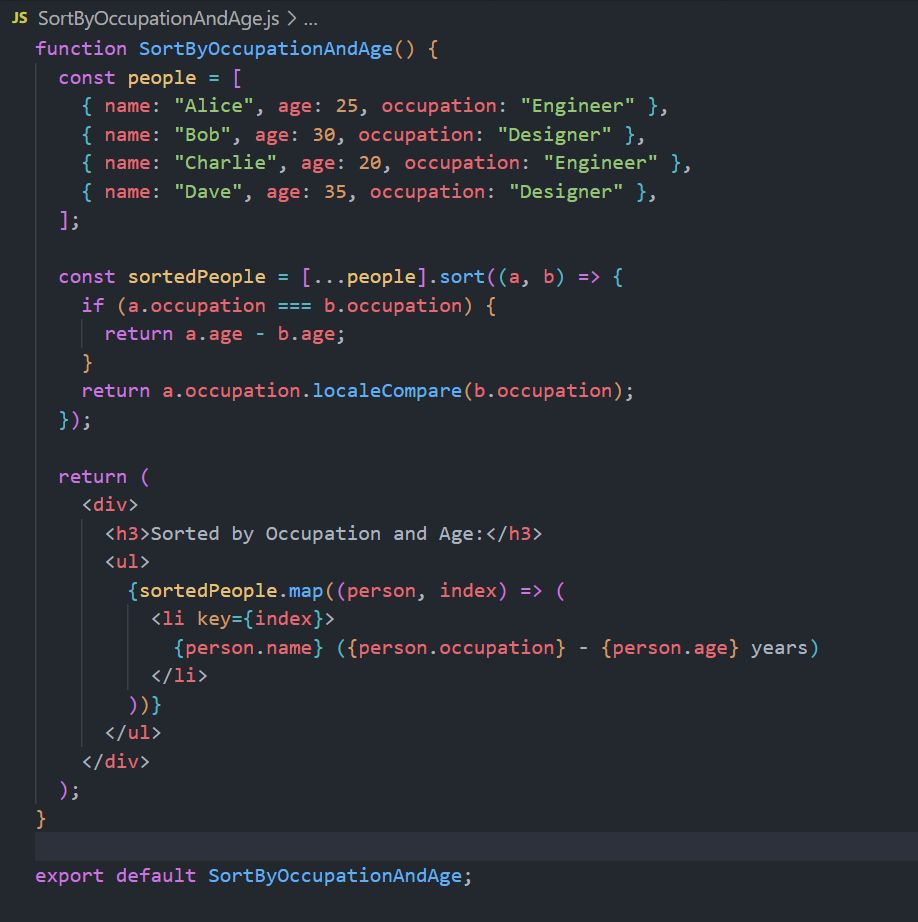 JS SortByOccupationAndAge.js > ...
function SortByOccupationAndAge() {
  const people = [
    { name: "Alice", age: 25, occupation: "Engineer" },
    { name: "Bob", age: 30, occupation: "Designer" },
    { name: "Charlie", age: 20, occupation: "Engineer" },
    { name: "Dave", age: 35, occupation: "Designer" },
  ];

  const sortedPeople = [...people].sort((a, b) => {
    if (a.occupation === b.occupation) {
      return a.age - b.age;
    }
    return a.occupation.localeCompare(b.occupation);
  });

  return (
    <div>
      <h3>Sorted by Occupation and Age:</h3>
      <ul>
        {sortedPeople.map((person, index) => (
          <li key={index}>
            {person.name} ({person.occupation} - {person.age} years)
          </li>
        ))}
      </ul>
    </div>
  );
}

export default SortByOccupationAndAge;